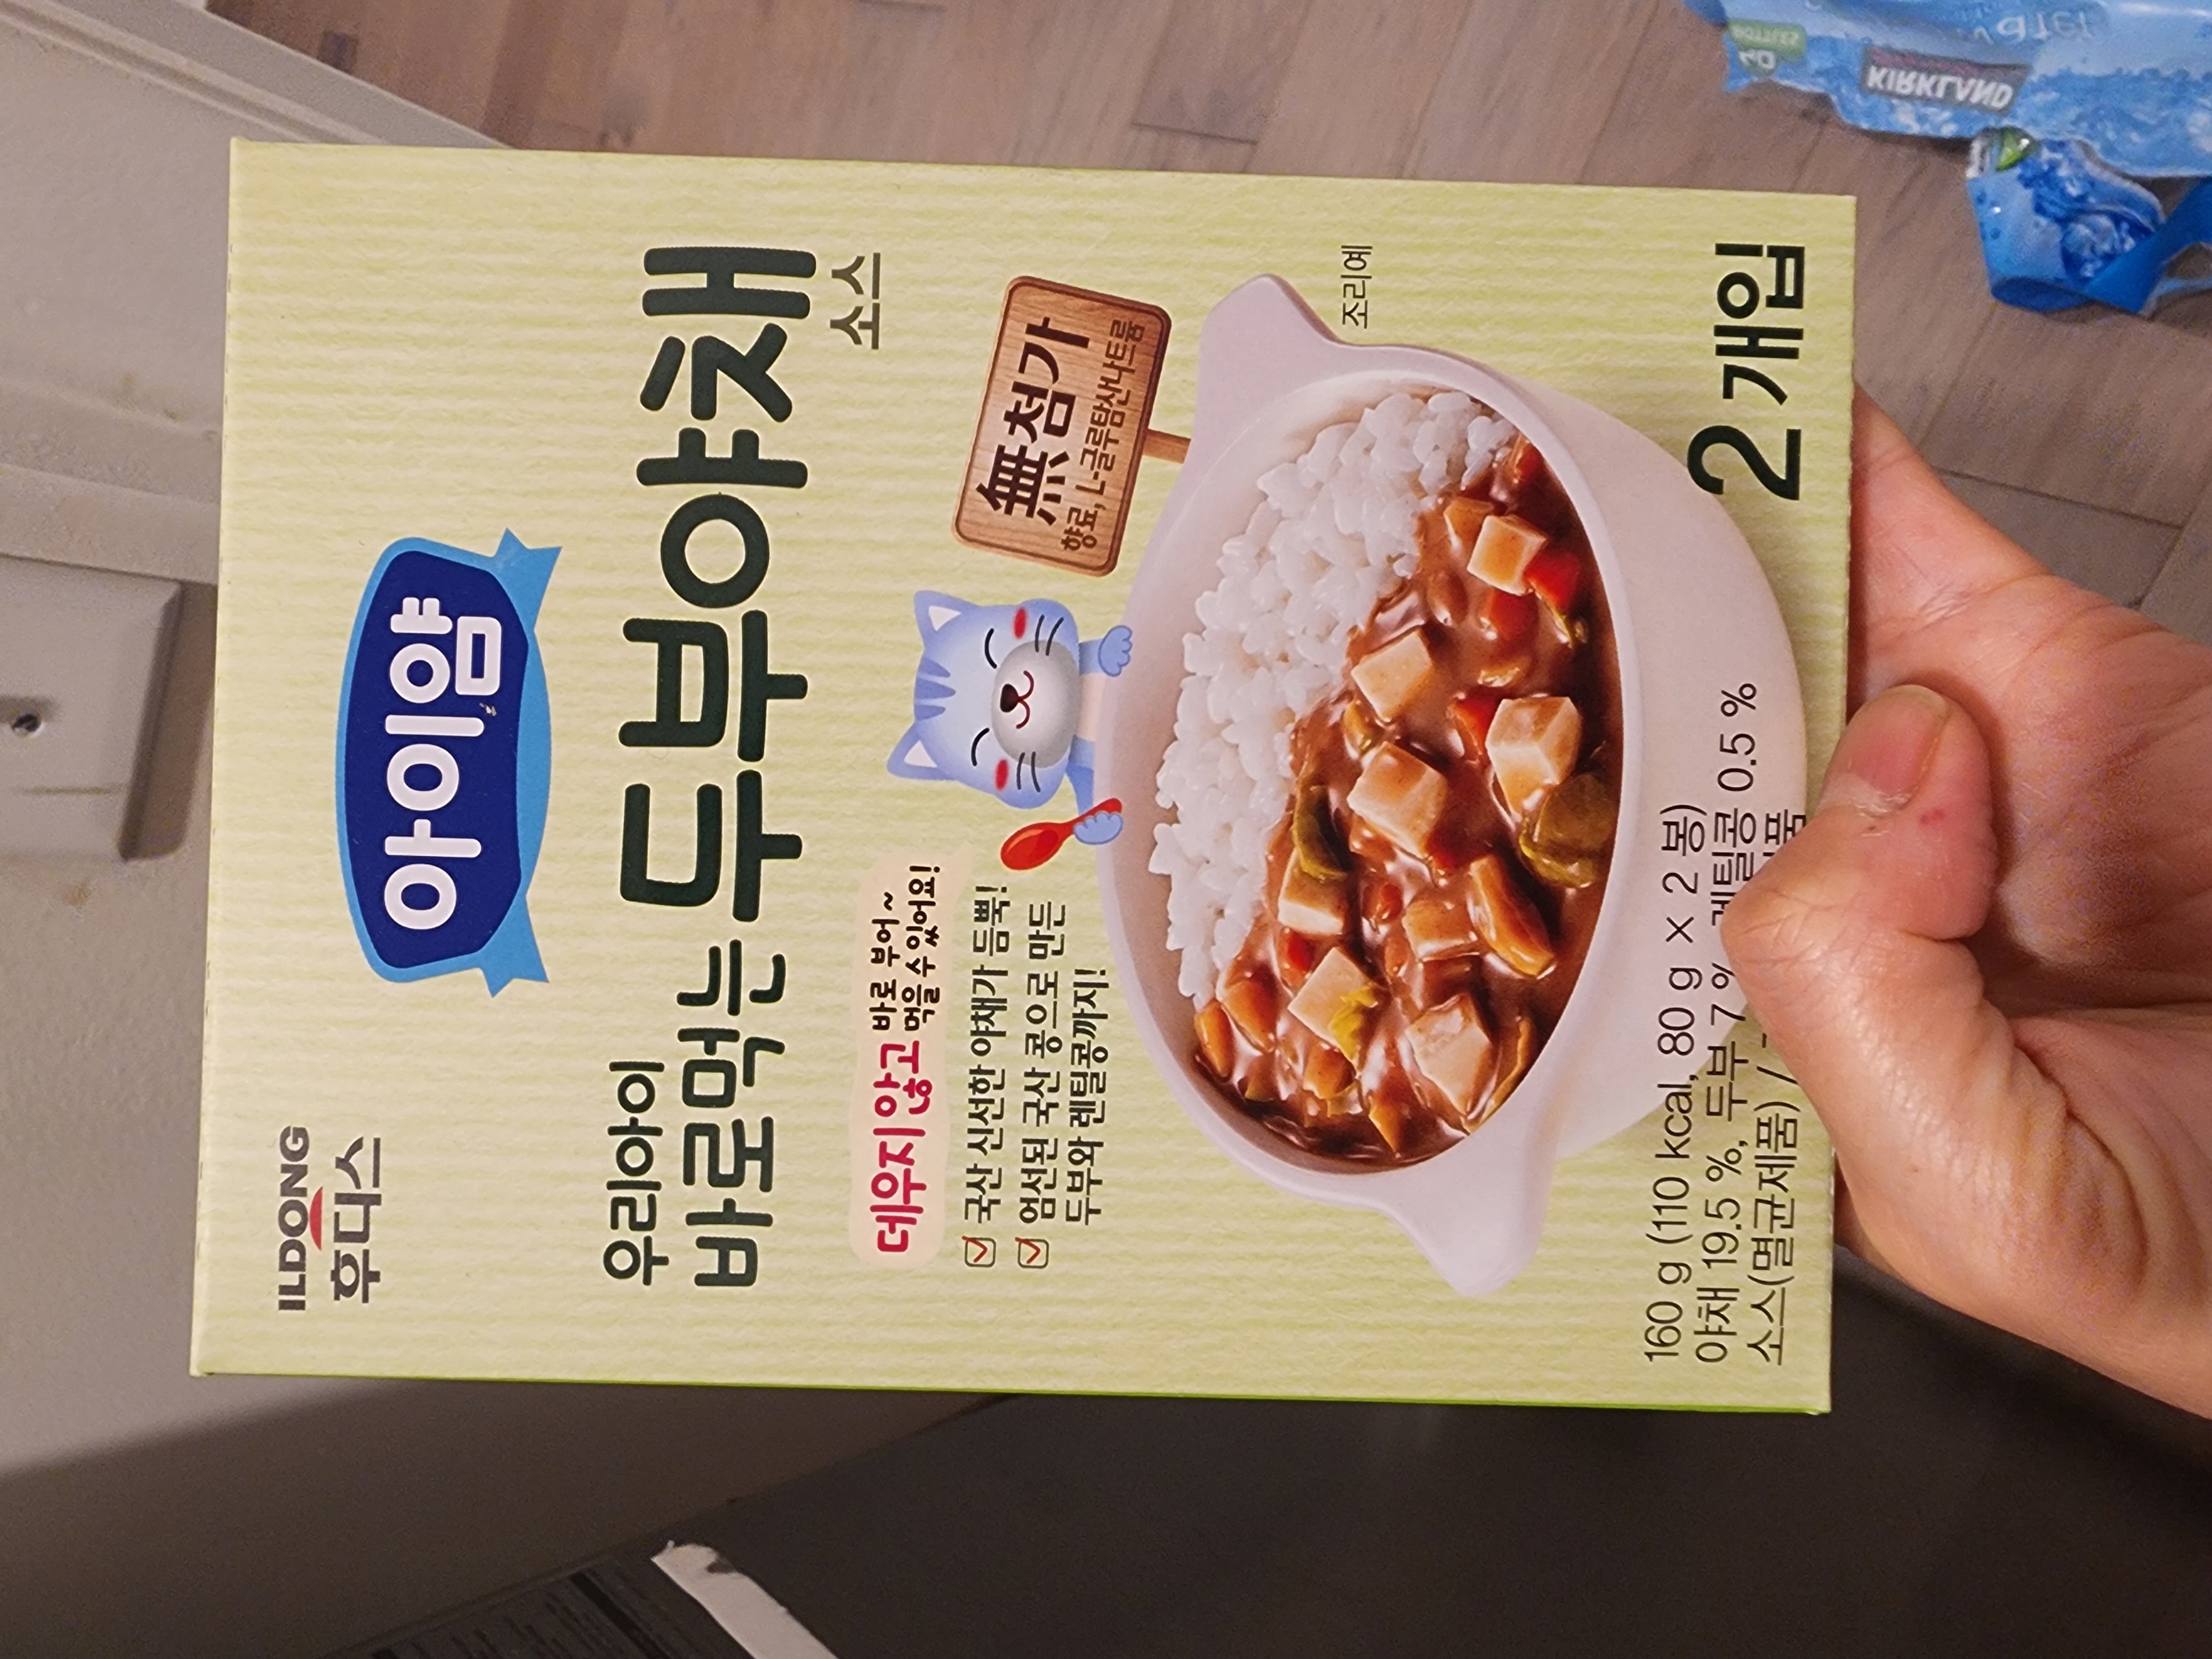 ILDONG
후디스
아이얌
우리아이
바로먹는 두부야채
소스
데우지 않고 바로 부어~
먹을 수 있어요!
국산 신선한 야채가 듬뿍!
엄선된 국산 콩으로 만든
두부와 렌틸콩까지!
無첨가
향료, L-글루탐산나트륨
조리예
160 g (110 kcal, 80 g × 2 봉)
야채 19.5 %, 두부 7 % 렌틸콩 0.5 %
소스(멸균제품) /
2 개입
KIRKLAND
40
BOTTLES